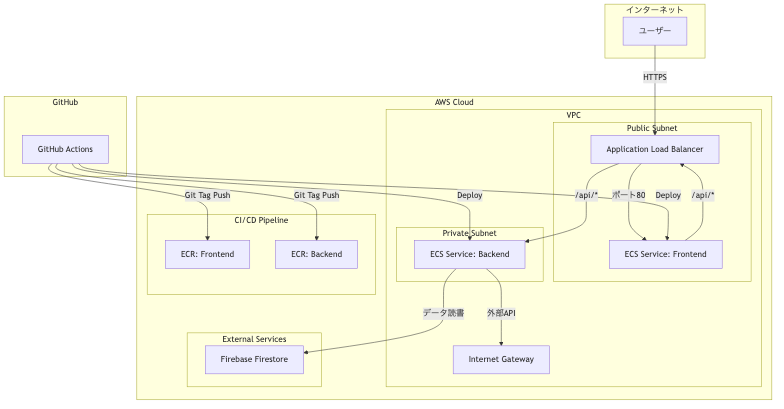 インターネット
ユーザー
HTTPS
GitHub
GitHub Actions
AWS Cloud
VPC
Public Subnet
Application Load Balancer
Git Tag Push
Git Tag Push
Deploy
/api/*
ポート80
Deploy
/api/*
CI/CD Pipeline
ECR: Frontend
ECR: Backend
Private Subnet
ECS Service: Backend
ECS Service: Frontend
データ読書
外部API
External Services
Firebase Firestore
Internet Gateway